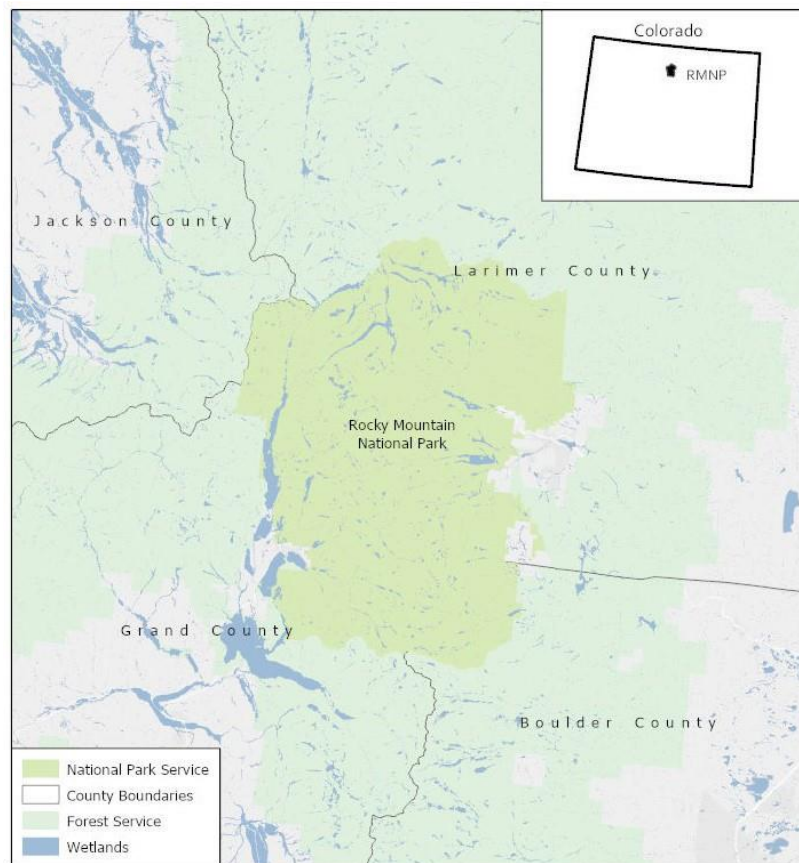 Colorado
RMNP
Jackson County
Larimer County
Rocky Mountain
National Park
Grand County
Boulder County
National Park Service
County Boundaries
Forest Service
Wetlands